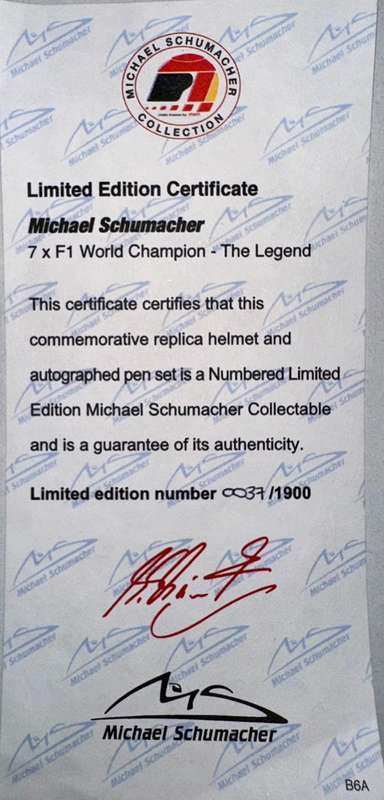 MICHAEL SCHUMACHER
COLLECTION
Limited Edition Certificate
Michael Schumacher
7 x F1 World Champion - The Legend
This certificate certifies that this
commemorative replica helmet and
autographed pen set is a Numbered Limited
Edition Michael Schumacher Collectable
and is a guarantee of its authenticity.
Limited edition number 0037/1900
Michael Schumacher
B6A